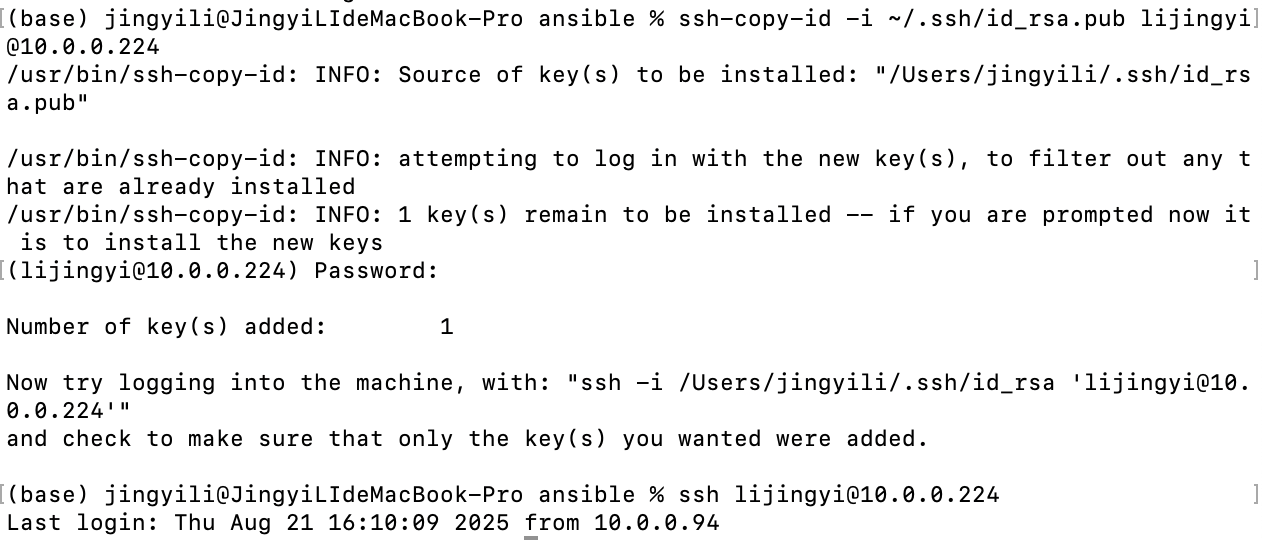 [(base) jingyili@JingyiLIdeMacBook-Pro ansible % ssh-copy-id -i ~/.ssh/id_rsa.pub lijingyi]
@10.0.0.224
/usr/bin/ssh-copy-id: INFO: Source of key(s) to be installed: "/Users/jingyili/.ssh/id_rs
a.pub"
/usr/bin/ssh-copy-id: INFO: attempting to log in with the new key(s), to filter out any t
hat are already installed
/usr/bin/ssh-copy-id: INFO: 1 key(s) remain to be installed -- if you are prompted now it
 is to install the new keys
[(lijingyi@10.0.0.224) Password: ]
Number of key(s) added:        1
Now try logging into the machine, with: "ssh -i /Users/jingyili/.ssh/id_rsa 'lijingyi@10.
0.0.224'"
and check to make sure that only the key(s) you wanted were added.
[(base) jingyili@JingyiLIdeMacBook-Pro ansible % ssh lijingyi@10.0.0.224 ]
Last login: Thu Aug 21 16:10:09 2025 from 10.0.0.94